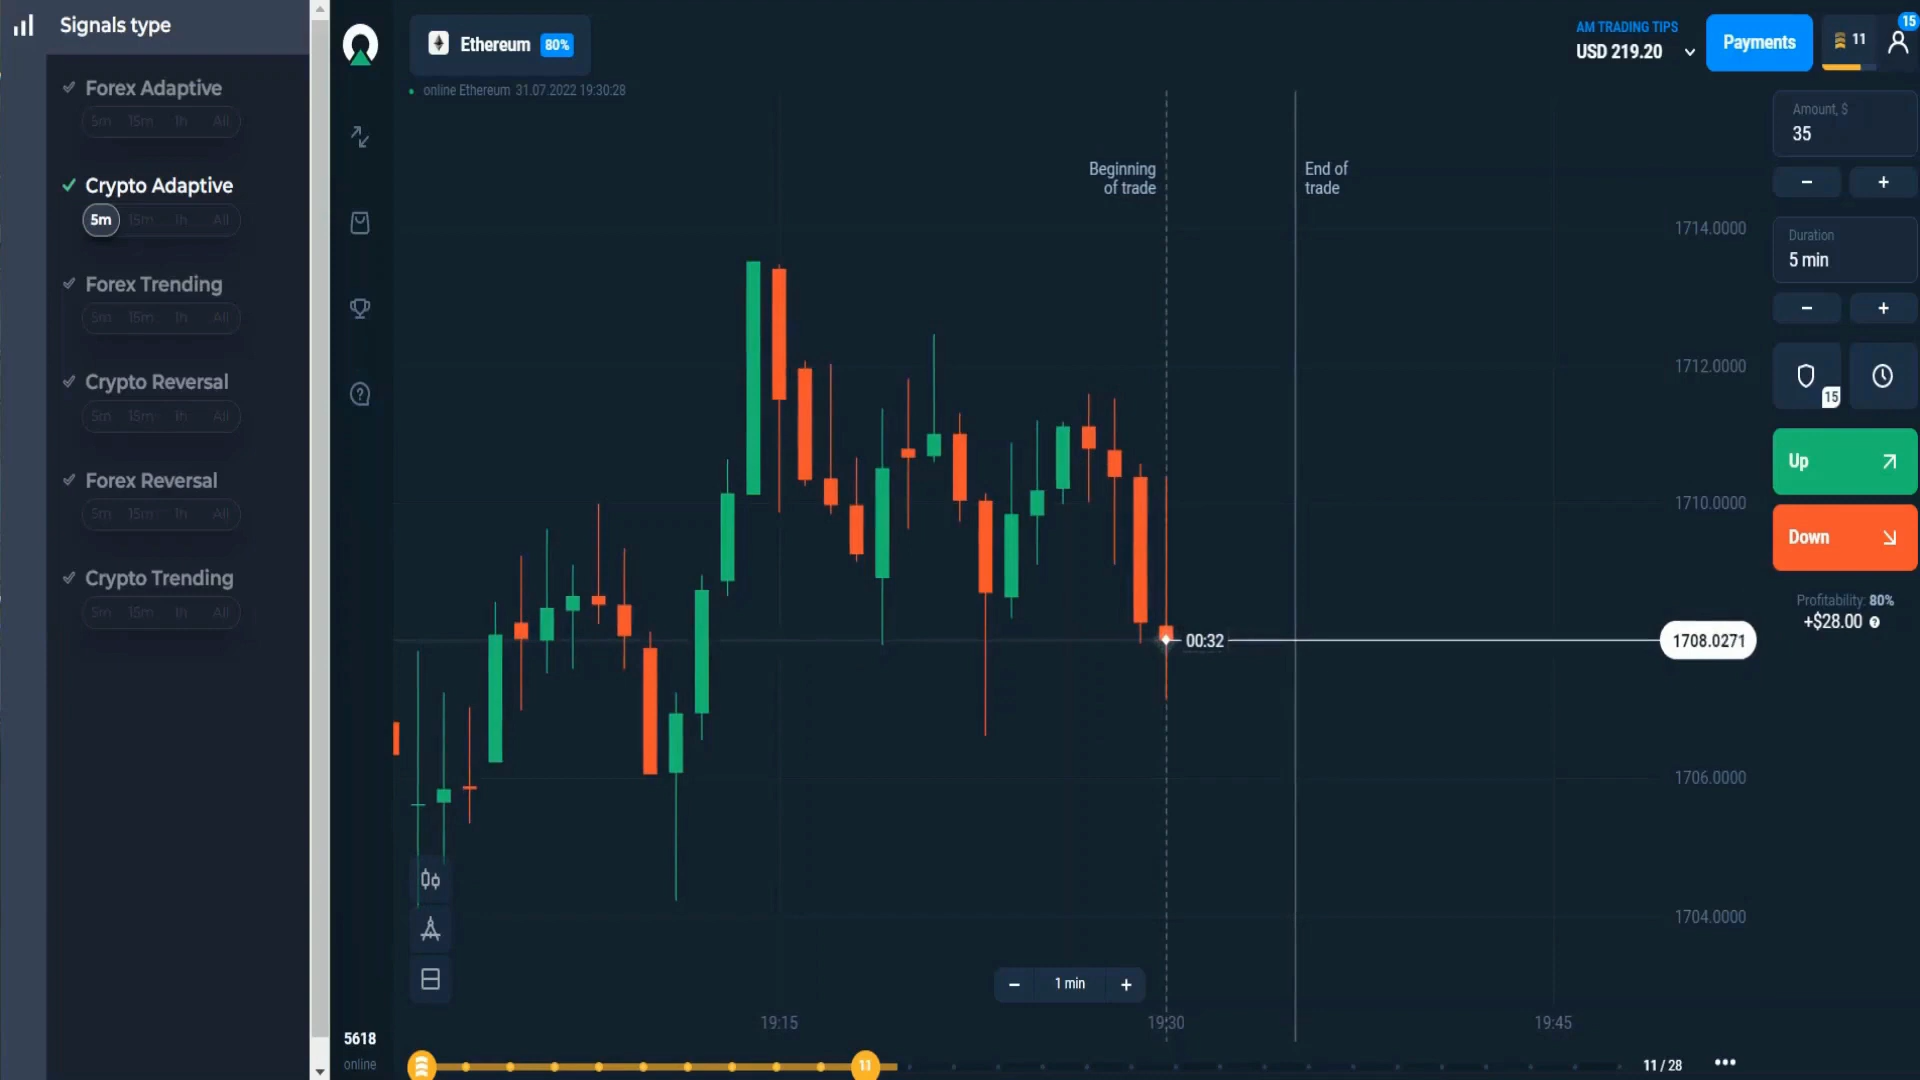 Signals type
Forex Adaptive
5m 15m 1h All
Crypto Adaptive
5m 15m 1h All
Forex Trending
5m 15m 1h All
Crypto Reversal
5m 15m 1h All
Forex Reversal
5m 15m 1h All
Crypto Trending
5m 15m 1h All
Ethereum 80%
online Ethereum 31.07.2022 19:30:28
AM TRADING TIPS
USD 219.20
Payments
11
15
Beginning
of trade
End of
trade
1714.0000
1712.0000
1710.0000
00:32
1708.0271
1706.0000
1704.0000
Amount, $
35
− +
Duration
5 min
− +
15
Up
Down
Profitability: 80%
+$28.00 ?
− 1 min +
19:15
19:30
19:45
5618
online
11
11 / 28